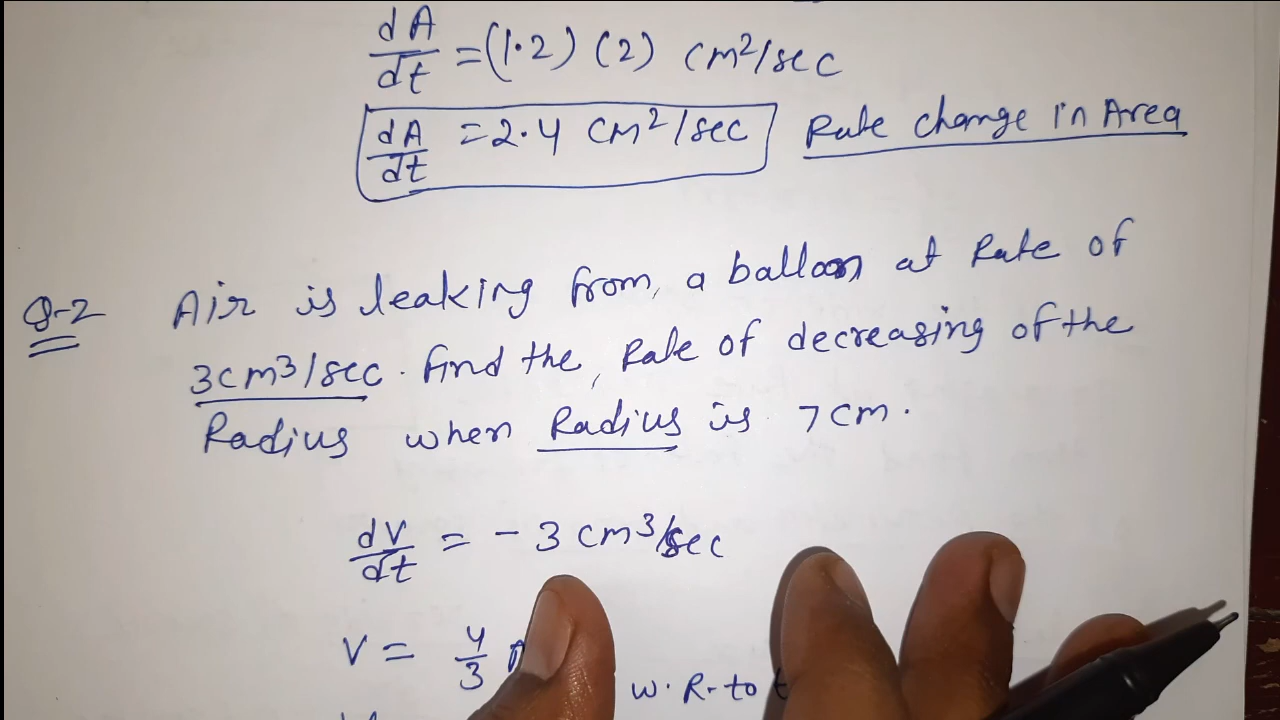 dA/dt = (1.2) (2) cm²/sec
dA/dt = 2.4 cm²/sec Rate change in Area
Q-2 Air is leaking from, a balloon at Rate of
3cm³/sec. find the, Rate of decreasing of the
Radius when Radius is 7cm.
dV/dt = - 3 cm³/sec
V = 4/3
w.R.to t